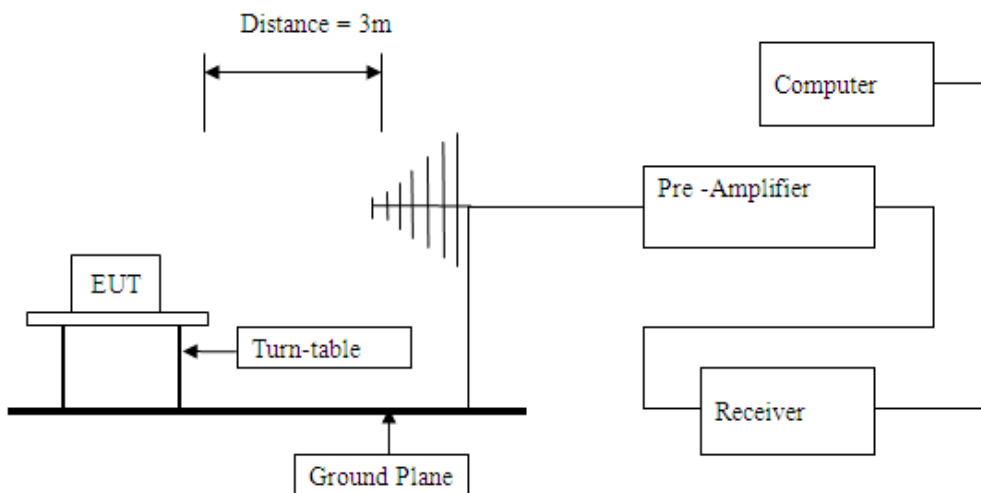 Distance = 3m
Computer
Pre -Amplifier
EUT
Turn-table
Receiver
Ground Plane